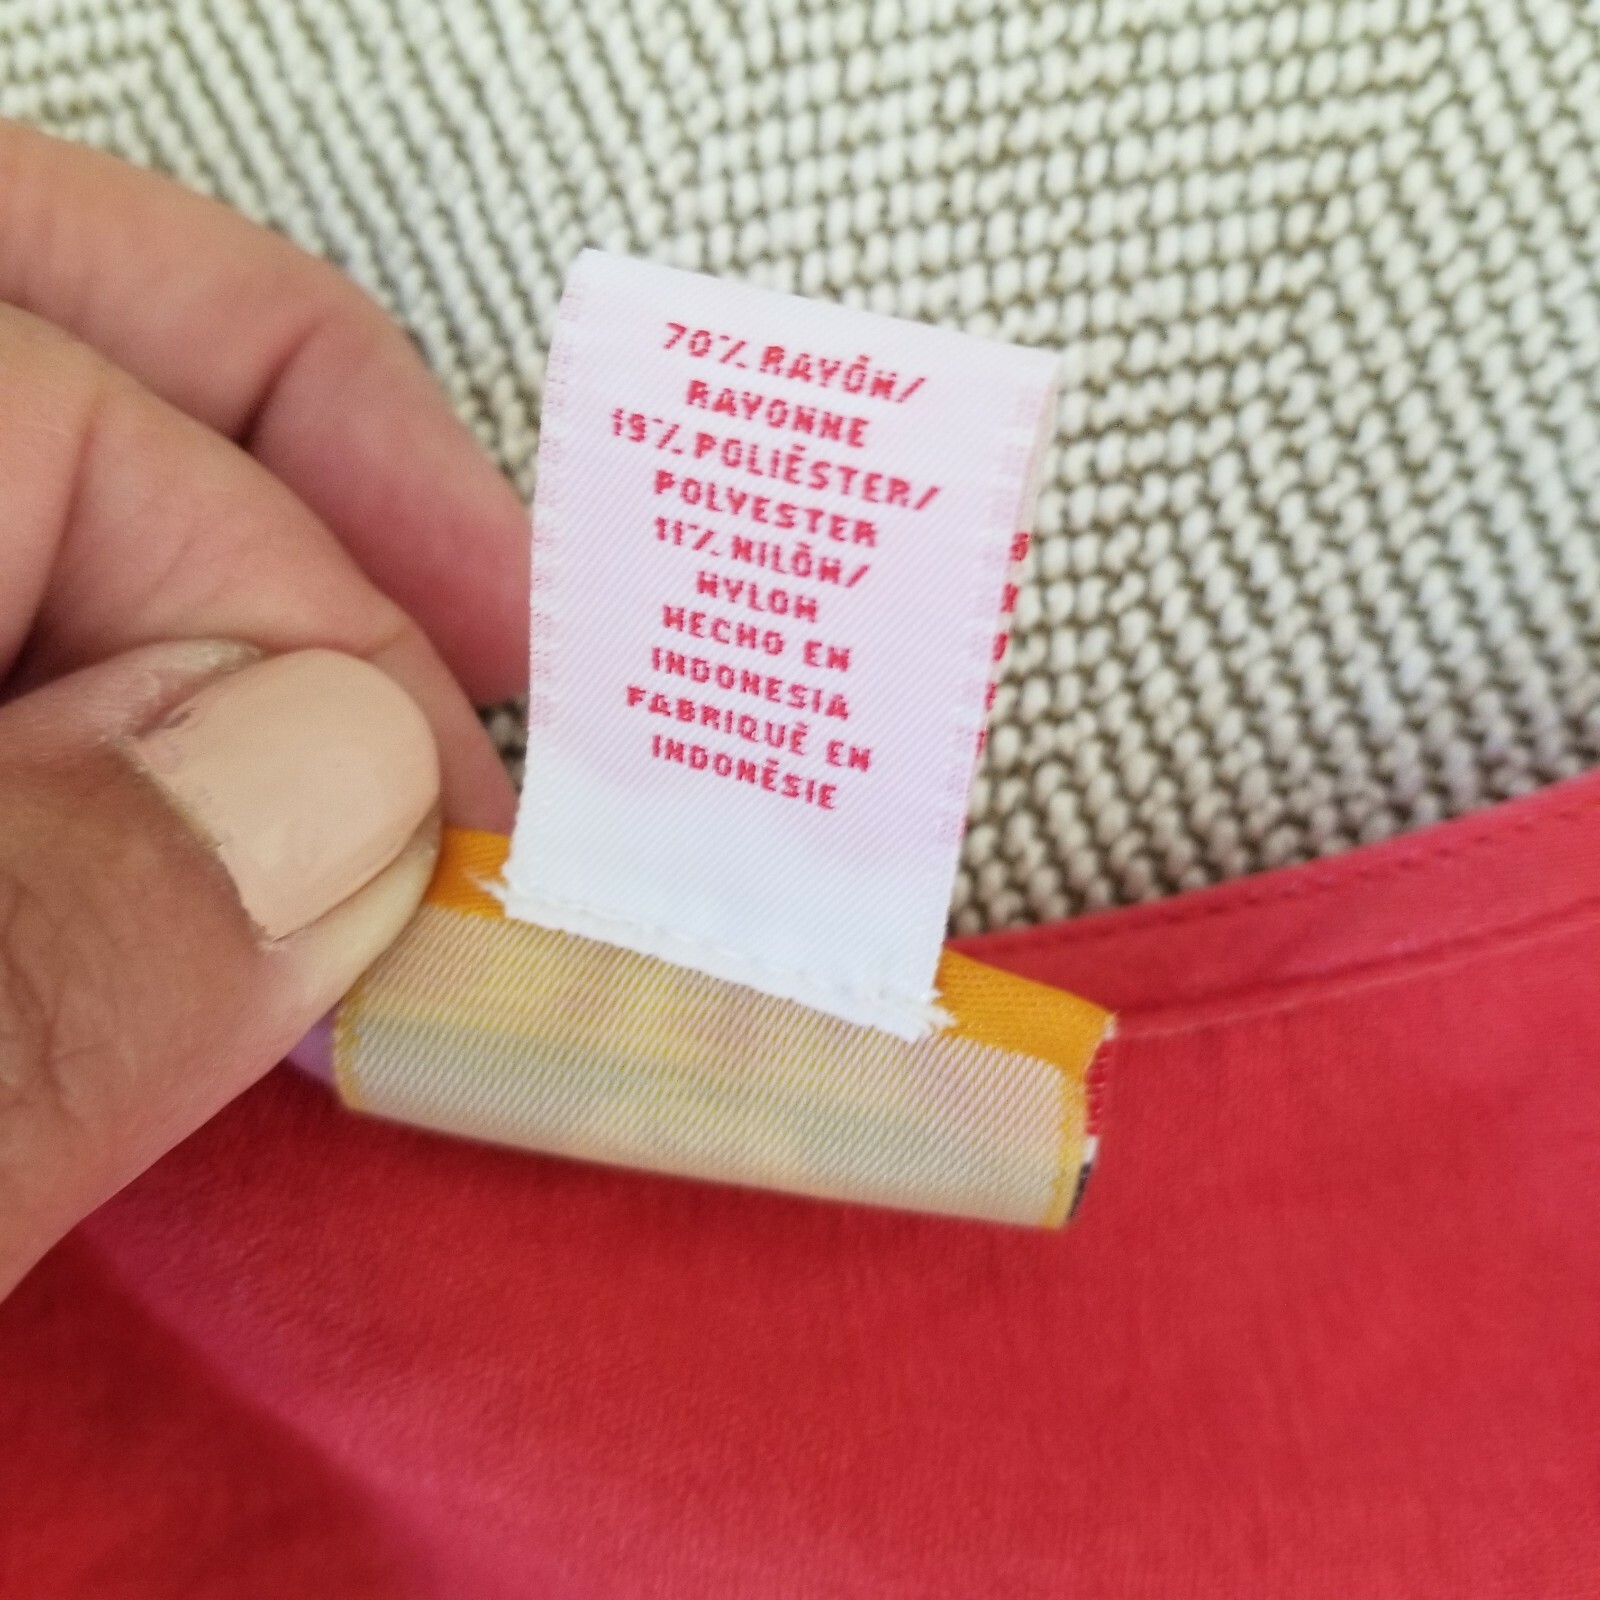 70% RAYÓN/
RAYONNE
19% POLIÉSTER/
POLYESTER
11% NILÓN/
NYLON
HECHO EN
INDONESIA
FABRIQUÉ EN
INDONÉSIE